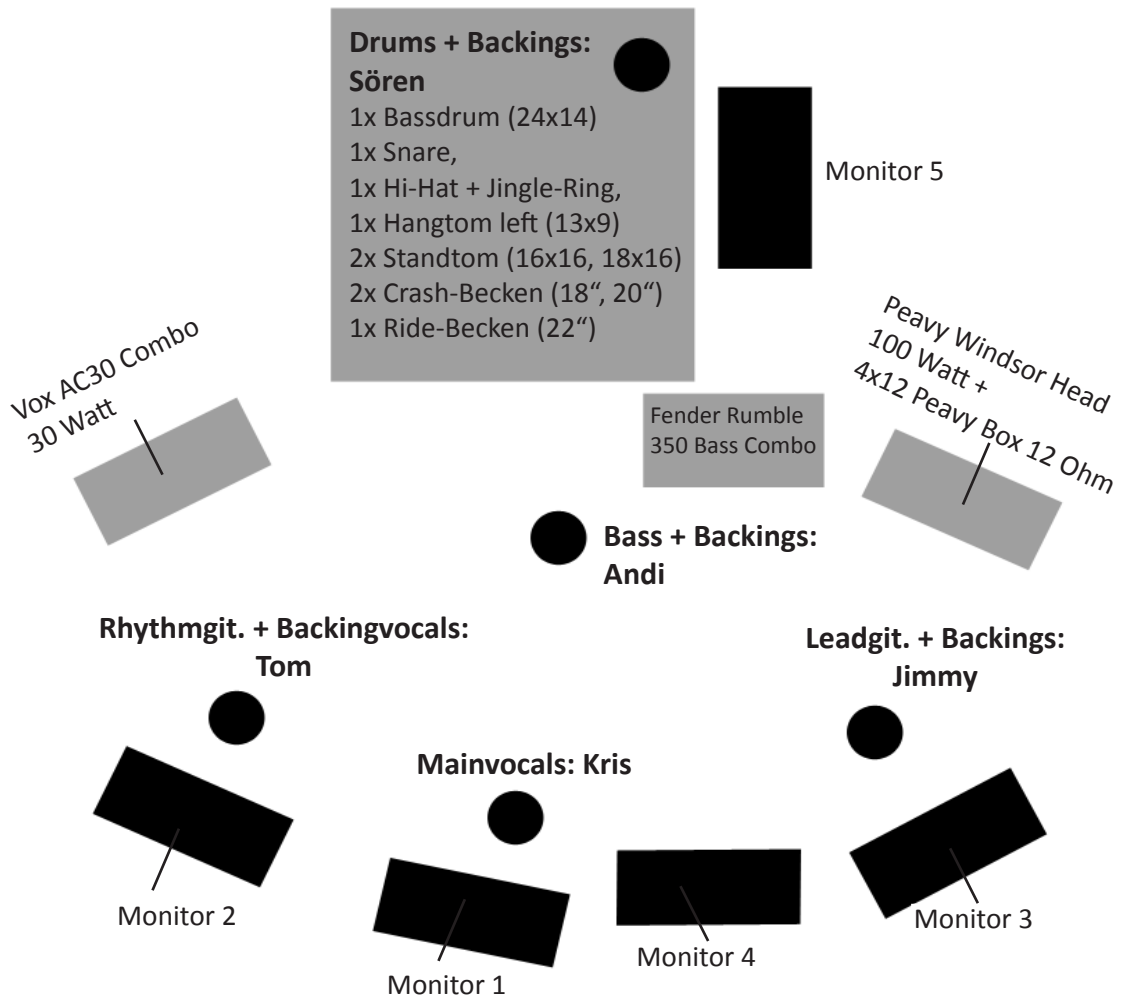 Drums + Backings:
Sören
1x Bassdrum (24x14)
1x Snare,
1x Hi-Hat + Jingle-Ring,
1x Hangtom left (13x9)
2x Standtom (16x16, 18x16)
2x Crash-Becken (18“, 20“)
1x Ride-Becken (22“)
Monitor 5
Vox AC30 Combo
30 Watt
Fender Rumble
350 Bass Combo
Peavy Windsor Head
100 Watt +
4x12 Peavy Box 12 Ohm
Bass + Backings:
Andi
Rhythmgit. + Backingvocals:
Tom
Leadgit. + Backings:
Jimmy
Mainvocals: Kris
Monitor 2
Monitor 1
Monitor 4
Monitor 3